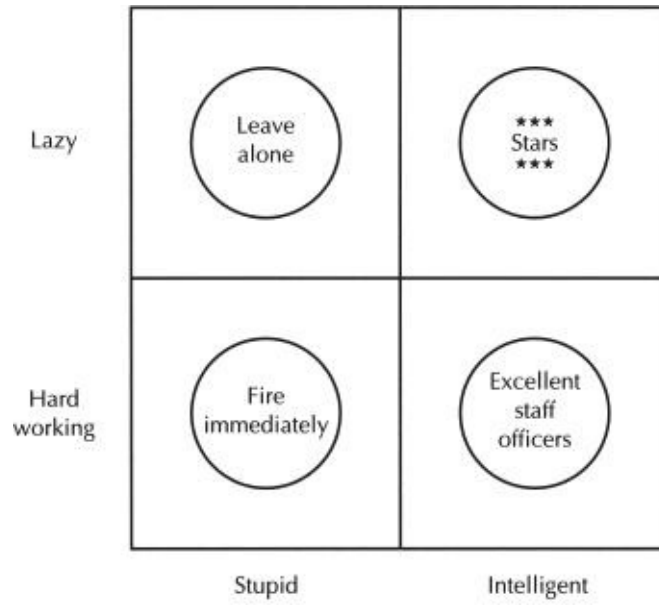 Lazy
Leave
alone
★★★
Stars
★★★
Hard
working
Fire
immediately
Excellent
staff
officers
Stupid
Intelligent